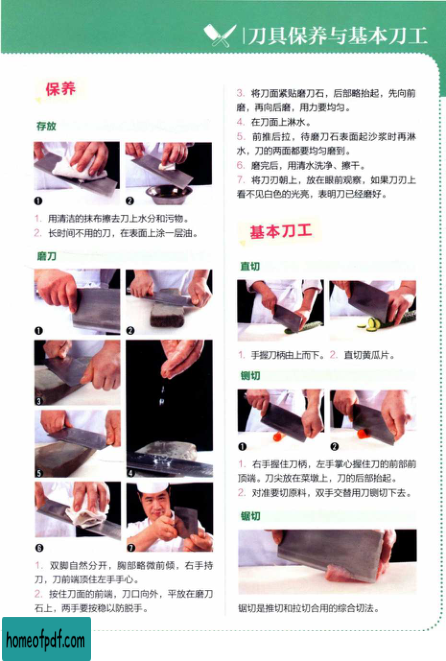 刀具保养与基本刀工
保养
存放
❶
❷
1. 用清洁的抹布擦去刀上水分和污物。
2. 长时间不用的刀，在表面上涂一层油。
磨刀
❶
❷
3
5
4
❻
❼
1. 双脚自然分开，胸部略微前倾，右手持
刀，刀前端顶住左手手心。
2. 按住刀面的前端，刀口向外，平放在磨刀
石上，两手要按稳以防脱手。
3. 将刀面紧贴磨刀石，后部略抬起，先向前
磨，再向后磨，用力要均匀。
4. 在刀面上淋水。
5. 前推后拉，待磨刀石表面起沙浆时再淋
水，刀的两面都要均匀磨到。
6. 磨完后，用清水洗净、擦干。
7. 将刀刃朝上，放在眼前观察，如果刀刃上
看不见白色的光亮，表明刀已经磨好。
基本刀工
直切
1. 手握刀柄由上而下。 2. 直切黄瓜片。
铡切
❶
❷
1. 右手握住刀柄，左手掌心握住刀的前部前
顶端。刀尖放在菜墩上，刀的后部抬起。
2. 对准要切原料，双手交替用刀铡切下去。
锯切
锯切是推切和拉切合用的综合切法。
homeofpdf.com